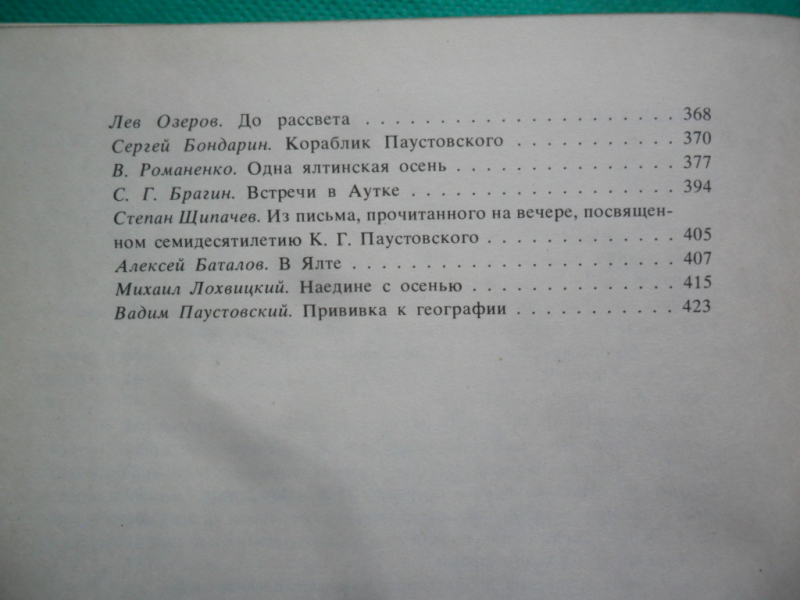 Лев Озеров. До рассвета . . . . . . . . . . . . . . . . . . . . . . 368
Сергей Бондарин. Кораблик Паустовского . . . . . . . . . . . . 370
В. Романенко. Одна ялтинская осень . . . . . . . . . . . . . . . . 377
С. Г. Брагин. Встречи в Аутке . . . . . . . . . . . . . . . . . . . 394
Степан Щипачев. Из письма, прочитанного на вечере, посвящен-
ном семидесятилетию К. Г. Паустовского . . . . . . . . . . . . . 405
Алексей Баталов. В Ялте . . . . . . . . . . . . . . . . . . . . . . . 407
Михаил Лохвицкий. Наедине с осенью . . . . . . . . . . . . . . . 415
Вадим Паустовский. Прививка к географии . . . . . . . . . . . . 423